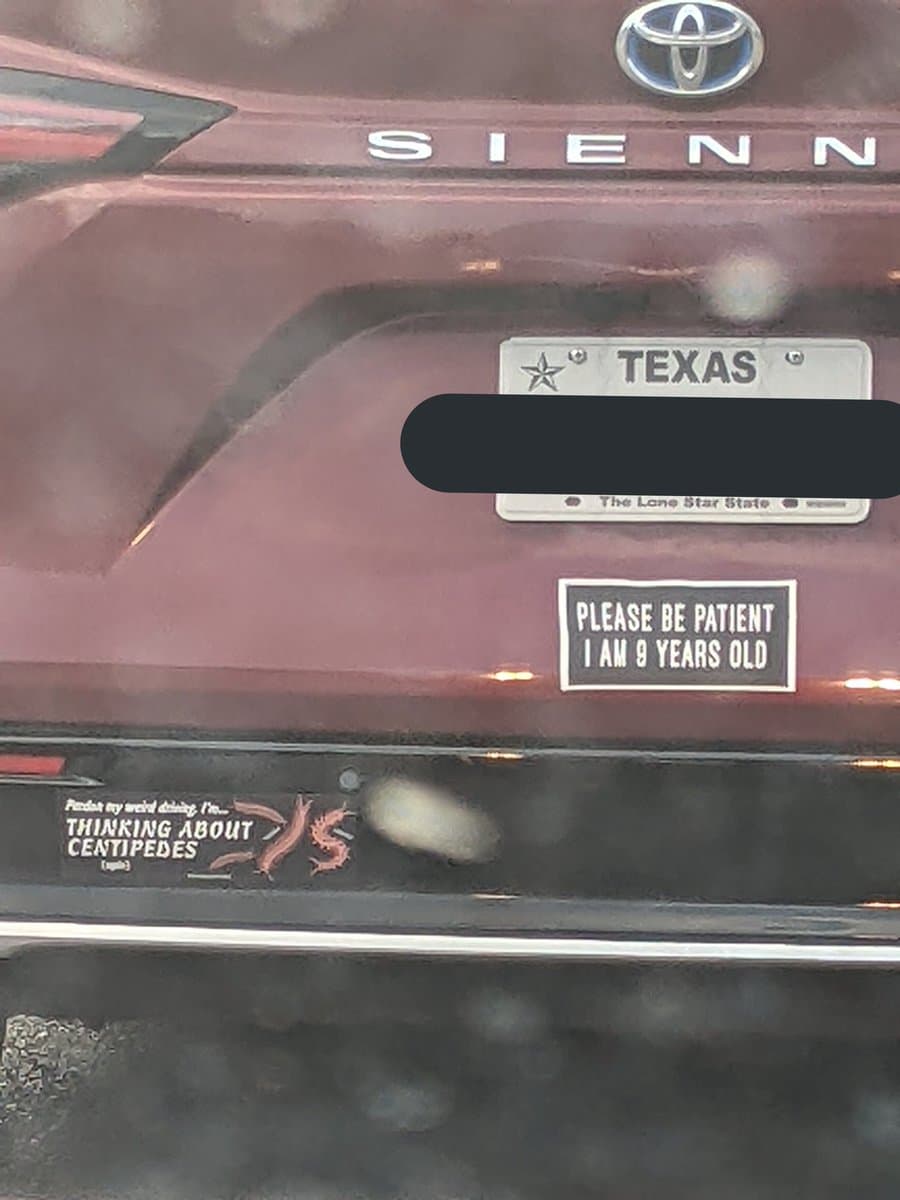 SIENN
TEXAS
The Lone Star State
PLEASE BE PATIENT
I AM 9 YEARS OLD
Pardon my weird driving, I'm...
THINKING ABOUT
CENTIPEDES
(again)